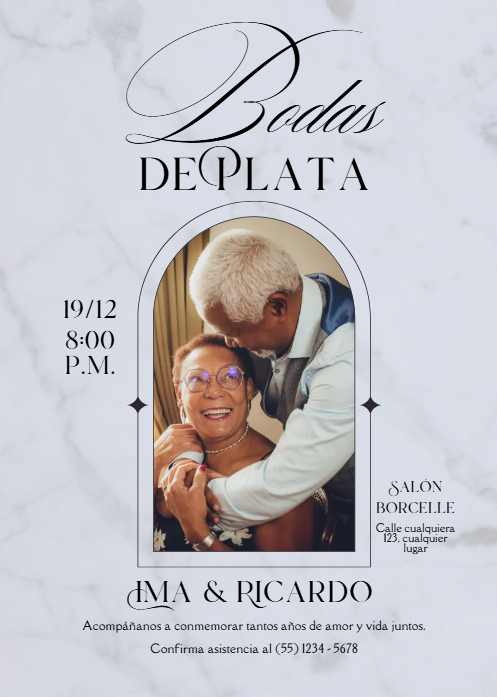 Bodas
DE PLATA
19/12
8:00
P.M.
SALÓN
BORCELLE
Calle cualquiera
123, cualquier
lugar
IMA & RICARDO
Acompáñanos a conmemorar tantos años de amor y vida juntos.
Confirma asistencia al (55) 1234 - 5678